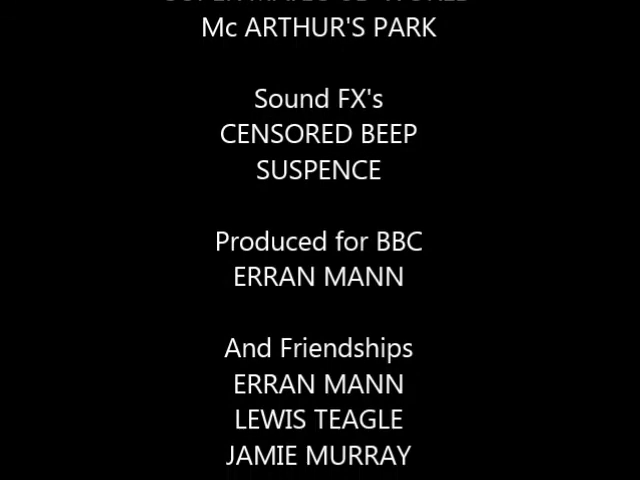 Mc ARTHUR'S PARK
Sound FX's
CENSORED BEEP
SUSPENCE
Produced for BBC
ERRAN MANN
And Friendships
ERRAN MANN
LEWIS TEAGLE
JAMIE MURRAY